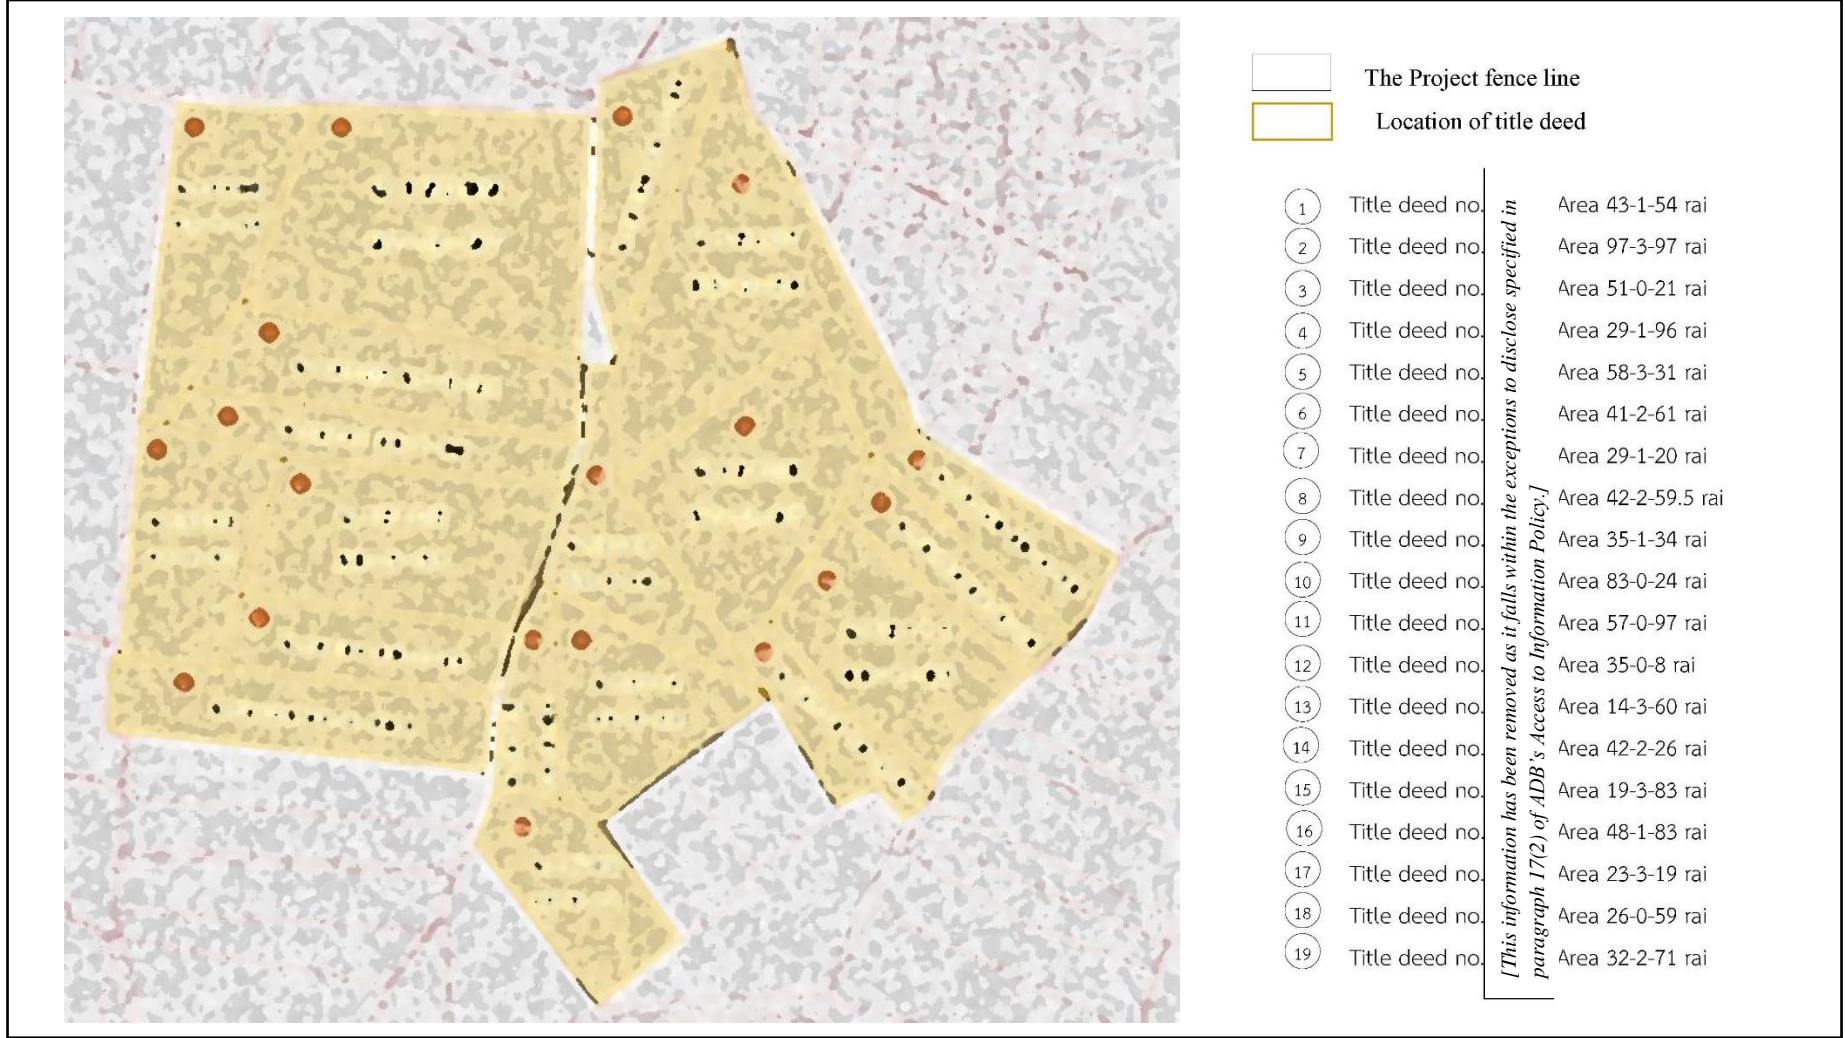 The Project fence line
Location of title deed
1 Title deed no. Area 43-1-54 rai
2 Title deed no. Area 97-3-97 rai
3 Title deed no. Area 51-0-21 rai
4 Title deed no. Area 29-1-96 rai
5 Title deed no. Area 58-3-31 rai
6 Title deed no. Area 41-2-61 rai
7 Title deed no. Area 29-1-20 rai
8 Title deed no. Area 42-2-59.5 rai
9 Title deed no. Area 35-1-34 rai
10 Title deed no. Area 83-0-24 rai
11 Title deed no. Area 57-0-97 rai
12 Title deed no. Area 35-0-8 rai
13 Title deed no. Area 14-3-60 rai
14 Title deed no. Area 42-2-26 rai
15 Title deed no. Area 19-3-83 rai
16 Title deed no. Area 48-1-83 rai
17 Title deed no. Area 23-3-19 rai
18 Title deed no. Area 26-0-59 rai
19 Title deed no. Area 32-2-71 rai
[This information has been removed as it falls within the exceptions to disclose specified in
paragraph 17(2) of ADB's Access to Information Policy.]